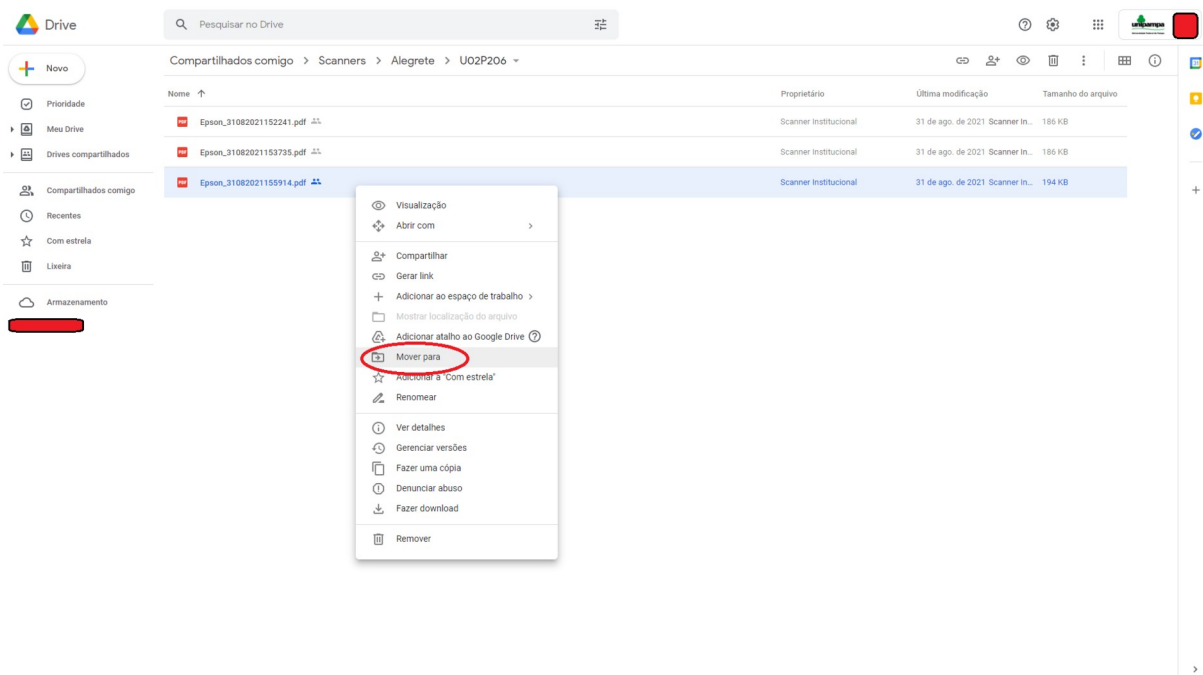 Drive
Pesquisar no Drive
unipampa
Novo
Compartilhados comigo > Scanners > Alegrete > U02P206
Nome Proprietário Última modificação Tamanho do arquivo
Prioridade
Meu Drive
Drives compartilhados
Compartilhados comigo
Recentes
Com estrela
Lixeira
Armazenamento
PDF Epson_31082021152241.pdf Scanner Institucional 31 de ago. de 2021 Scanner In... 186 KB
PDF Epson_31082021153735.pdf Scanner Institucional 31 de ago. de 2021 Scanner In... 186 KB
PDF Epson_31082021155914.pdf Scanner Institucional 31 de ago. de 2021 Scanner In... 194 KB
Visualização
Abrir com
Compartilhar
Gerar link
Adicionar ao espaço de trabalho
Mostrar localização do arquivo
Adicionar atalho ao Google Drive
Mover para
Adicionar a "Com estrela"
Renomear
Ver detalhes
Gerenciar versões
Fazer uma cópia
Denunciar abuso
Fazer download
Remover